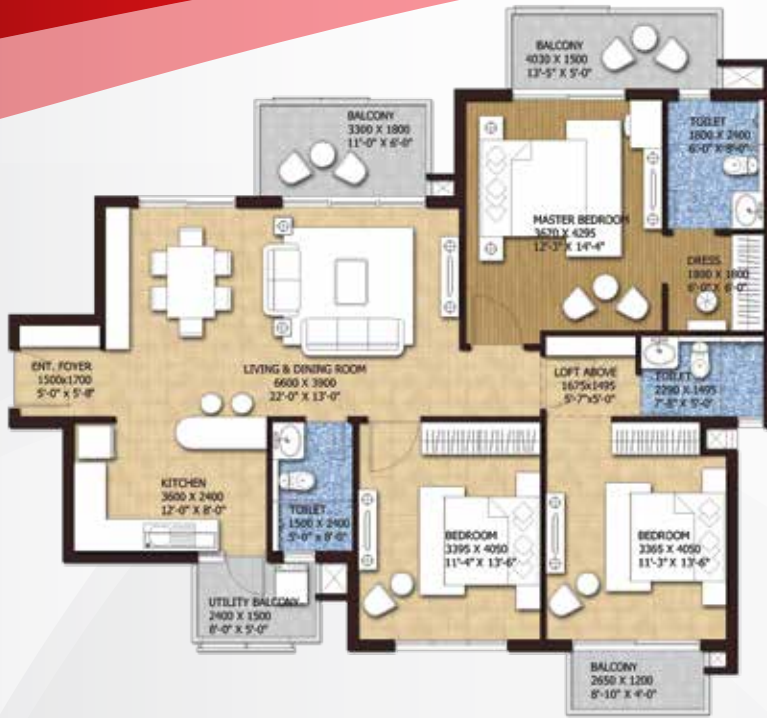 BALCONY
4030 X 1500
13'-5" X 5'-0"
BALCONY
3300 X 1800
11'-0" X 6'-0"
TOILET
1800 X 2400
6'-0" X 8'-0"
MASTER BEDROOM
3670 X 4295
12'-3" X 14'-4"
DRESS
1800 X 1800
6'-0" X 6'-0"
ENT. FOYER
1500x1700
5'-0" x 5'-8"
LIVING & DINING ROOM
6600 X 3900
22'-0" X 13'-0"
LOFT ABOVE
1675x1495
5'-7"x5'-0"
TOILET
2290 X 1495
7'-8" X 5'-0"
KITCHEN
3600 X 2400
12'-0" X 8'-0"
TOILET
1500 X 2400
5'-0" x 8'-0"
BEDROOM
3395 X 4050
11'-4" X 13'-6"
BEDROOM
3365 X 4050
11'-3" X 13'-6"
UTILITY BALCONY
2400 X 1500
8'-0" X 5'-0"
BALCONY
2650 X 1200
8'-10" X 4'-0"